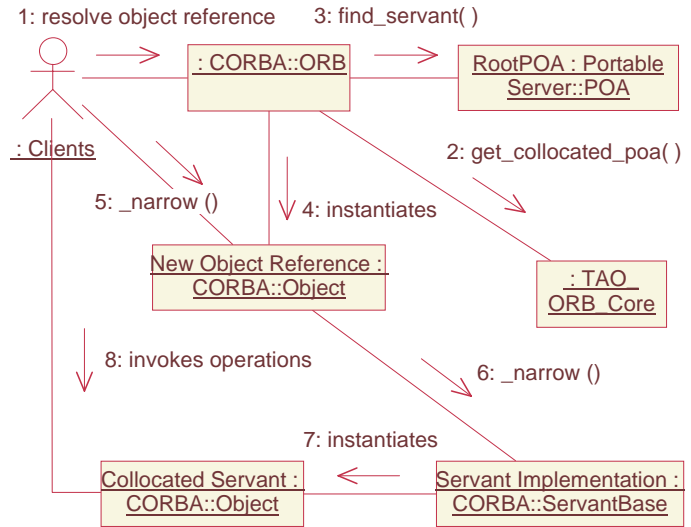 1: resolve object reference
3: find_servant( )
: CORBA::ORB
RootPOA : Portable
Server::POA
: Clients
2: get_collocated_poa( )
5: _narrow ()
4: instantiates
New Object Reference :
CORBA::Object
: TAO_
ORB_Core
8: invokes operations
6: _narrow ()
7: instantiates
Collocated Servant :
CORBA::Object
Servant Implementation :
CORBA::ServantBase